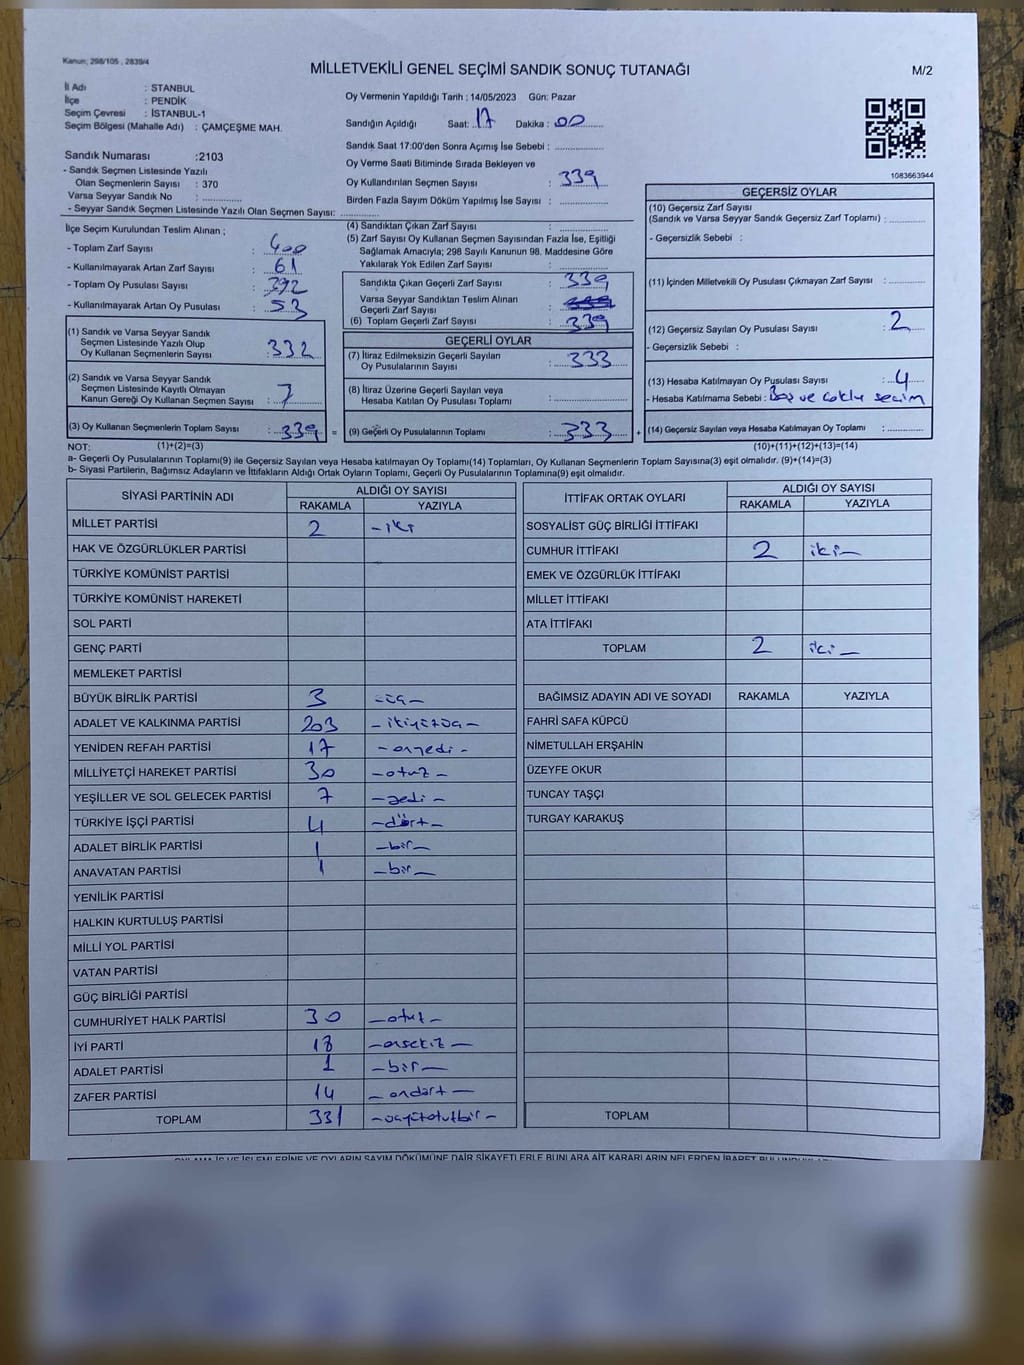 Kanun; 298/105 , 2839/4
MİLLETVEKİLİ GENEL SEÇİMİ SANDIK SONUÇ TUTANAĞI
M/2
İl Adı : STANBUL
İlçe : PENDİK
Seçim Çevresi : İSTANBUL-1
Seçim Bölgesi (Mahalle Adı) : ÇAMÇEŞME MAH.
Sandık Numarası :2103
- Sandık Seçmen Listesinde Yazılı
Olan Seçmenlerin Sayısı : 370
Varsa Seyyar Sandık No :
- Seyyar Sandık Seçmen Listesinde Yazılı Olan Seçmen Sayısı:
Oy Vermenin Yapıldığı Tarih : 14/05/2023 Gün: Pazar
Sandığın Açıldığı Saat: 17 Dakika : 00
Sandık Saat 17:00'den Sonra Açımış İse Sebebi :
Oy Verme Saati Bitiminde Sırada Bekleyen ve
Oy Kullandırılan Seçmen Sayısı : 339
Birden Fazla Sayım Döküm Yapılmış İse Sayısı :
1083663944
İlçe Seçim Kurulundan Teslim Alınan ;
- Toplam Zarf Sayısı : 400
- Kullanılmayarak Artan Zarf Sayısı : 61
- Toplam Oy Pusulası Sayısı : 392
- Kullanılmayarak Artan Oy Pusulası : 53
(1) Sandık ve Varsa Seyyar Sandık
Seçmen Listesinde Yazılı Olup
Oy Kullanan Seçmenlerin Sayısı : 332
(2) Sandık ve Varsa Seyyar Sandık
Seçmen Listesinde Kayıtlı Olmayan
Kanun Gereği Oy Kullanan Seçmen Sayısı : 7
(3) Oy Kullanan Seçmenlerin Toplam Sayısı : 339 =
(4) Sandıktan Çıkan Zarf Sayısı :
(5) Zarf Sayısı Oy Kullanan Seçmen Sayısından Fazla İse, Eşitliği
Sağlamak Amacıyla; 298 Sayılı Kanunun 98. Maddesine Göre
Yakılarak Yok Edilen Zarf Sayısı :
Sandıkta Çıkan Geçerli Zarf Sayısı : 339
Varsa Seyyar Sandıktan Teslim Alınan
Geçerli Zarf Sayısı :
(6) Toplam Geçerli Zarf Sayısı : 339
GEÇERLİ OYLAR
(7) İtiraz Edilmeksizin Geçerli Sayılan
Oy Pusulalarının Sayısı : 333
(8) İtiraz Üzerine Geçerli Sayılan veya
Hesaba Katılan Oy Pusulası Toplamı :
(9) Geçerli Oy Pusulalarının Toplamı : 333 +
GEÇERSİZ OYLAR
(10) Geçersiz Zarf Sayısı
(Sandık ve Varsa Seyyar Sandık Geçersiz Zarf Toplamı) :
- Geçersizlik Sebebi :
(11) İçinden Milletvekili Oy Pusulası Çıkmayan Zarf Sayısı :
(12) Geçersiz Sayılan Oy Pusulası Sayısı : 2
- Geçersizlik Sebebi :
(13) Hesaba Katılmayan Oy Pusulası Sayısı : 4
- Hesaba Katılmama Sebebi : Boş ve çoklu seçim
(14) Geçersiz Sayılan veya Hesaba Katılmayan Oy Toplamı :
NOT: (1)+(2)=(3) (10)+(11)+(12)+(13)=(14)
a- Geçerli Oy Pusulalarının Toplamı(9) ile Geçersiz Sayılan veya Hesaba katılmayan Oy Toplamı(14) Toplamları, Oy Kullanan Seçmenlerin Toplam Sayısına(3) eşit olmalıdır. (9)+(14)=(3)
b- Siyasi Partilerin, Bağımsız Adayların ve İttifakların Aldığı Ortak Oyların Toplamı, Geçerli Oy Pusulalarının Toplamına(9) eşit olmalıdır.
SİYASİ PARTİNİN ADI ALDIĞI OY SAYISI
RAKAMLA YAZIYLA
MİLLET PARTİSİ 2 -iki
HAK VE ÖZGÜRLÜKLER PARTİSİ
TÜRKİYE KOMÜNİST PARTİSİ
TÜRKİYE KOMÜNİST HAREKETİ
SOL PARTİ
GENÇ PARTİ
MEMLEKET PARTİSİ
BÜYÜK BİRLİK PARTİSİ 3 -üç-
ADALET VE KALKINMA PARTİSİ 203 -ikiyüzüç-
YENİDEN REFAH PARTİSİ 17 -onyedi-
MİLLİYETÇİ HAREKET PARTİSİ 30 -otuz-
YEŞİLLER VE SOL GELECEK PARTİSİ 7 -yedi-
TÜRKİYE İŞÇİ PARTİSİ 4 -dört-
ADALET BİRLİK PARTİSİ 1 -bir-
ANAVATAN PARTİSİ 1 -bir-
YENİLİK PARTİSİ
HALKIN KURTULUŞ PARTİSİ
MİLLİ YOL PARTİSİ
VATAN PARTİSİ
GÜÇ BİRLİĞİ PARTİSİ
CUMHURİYET HALK PARTİSİ 30 -otuz-
İYİ PARTİ 18 -onsekiz-
ADALET PARTİSİ 1 -bir-
ZAFER PARTİSİ 14 -ondört-
TOPLAM 331 -üçyüzotuzbir-
İTTİFAK ORTAK OYLARI ALDIĞI OY SAYISI
RAKAMLA YAZIYLA
SOSYALİST GÜÇ BİRLİĞİ İTTİFAKI
CUMHUR İTTİFAKI 2 iki-
EMEK VE ÖZGÜRLÜK İTTİFAKI
MİLLET İTTİFAKI
ATA İTTİFAKI
TOPLAM 2 iki-
BAĞIMSIZ ADAYIN ADI VE SOYADI RAKAMLA YAZIYLA
FAHRİ SAFA KÜPCÜ
NİMETULLAH ERŞAHİN
ÜZEYFE OKUR
TUNCAY TAŞÇI
TURGAY KARAKUŞ
TOPLAM